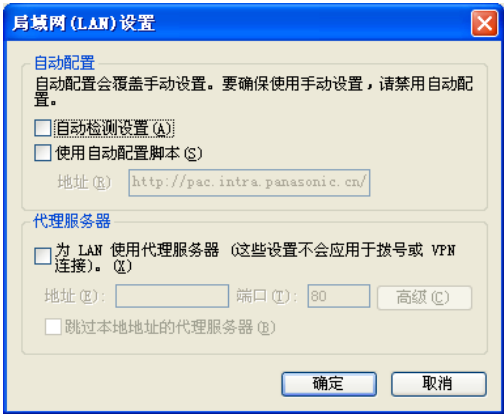 局域网(LAN)设置
自动配置
自动配置会覆盖手动设置。要确保使用手动设置，请禁用自动配
置。
自动检测设置(A)
使用自动配置脚本(S)
地址(R) http://pac.intra.panasonic.cn/
代理服务器
为 LAN 使用代理服务器 (这些设置不会应用于拨号或 VPN
连接)。(X)
地址(E): 端口(T): 80 高级(C)
跳过本地地址的代理服务器(B)
确定 取消